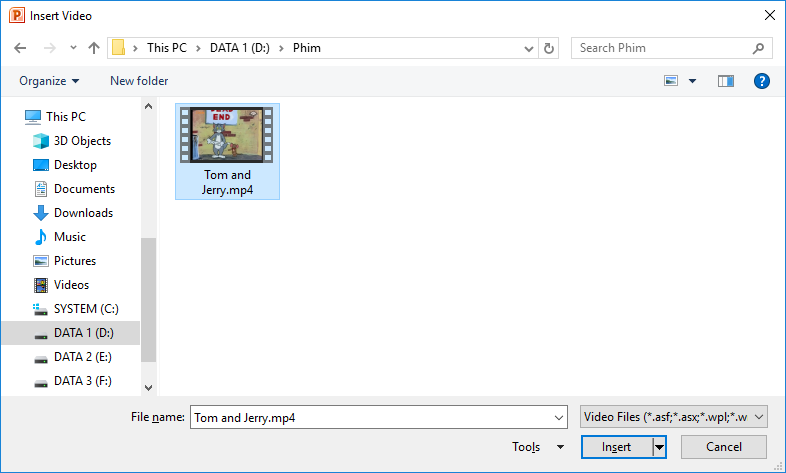 Insert Video
This PC > DATA 1 (D:) > Phim
Search Phim
Organize
New folder
This PC
3D Objects
Desktop
Documents
Downloads
Music
Pictures
Videos
SYSTEM (C:)
DATA 1 (D:)
DATA 2 (E:)
DATA 3 (F:)
END
Tom and
Jerry.mp4
File name:
Tom and Jerry.mp4
Video Files (*.asf;*.asx;*.wpl;*.w
Tools
Insert
Cancel